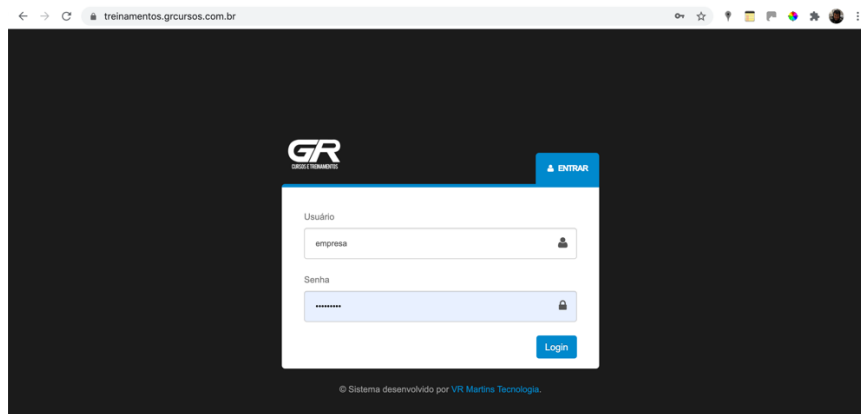 treinamentos.grcursos.com.br
GR
CURSOS E TREINAMENTOS
ENTRAR
Usuário
empresa
Senha
•••••••••
Login
© Sistema desenvolvido por VR Martins Tecnologia.